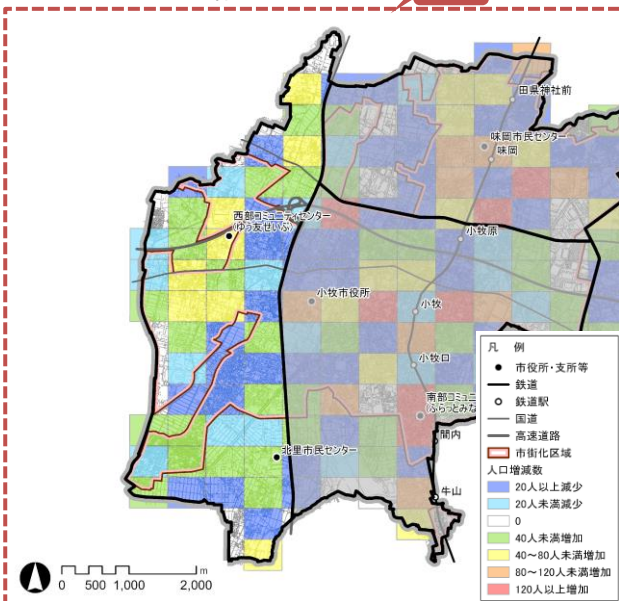 田県神社前
味岡市民センター
味岡
西部コミュニティセンター
(ゆう友せいぶ)
小牧原
小牧市役所
小牧
小牧口
南部コミュニ
(ふらっとみな
間内
北里市民センター
牛山
0 500 1,000 2,000
m
凡 例
市役所・支所等
鉄道
鉄道駅
国道
高速道路
市街化区域
人口増減数
20人以上減少
20人未満減少
0
40人未満増加
40～80人未満増加
80～120人未満増加
120人以上増加